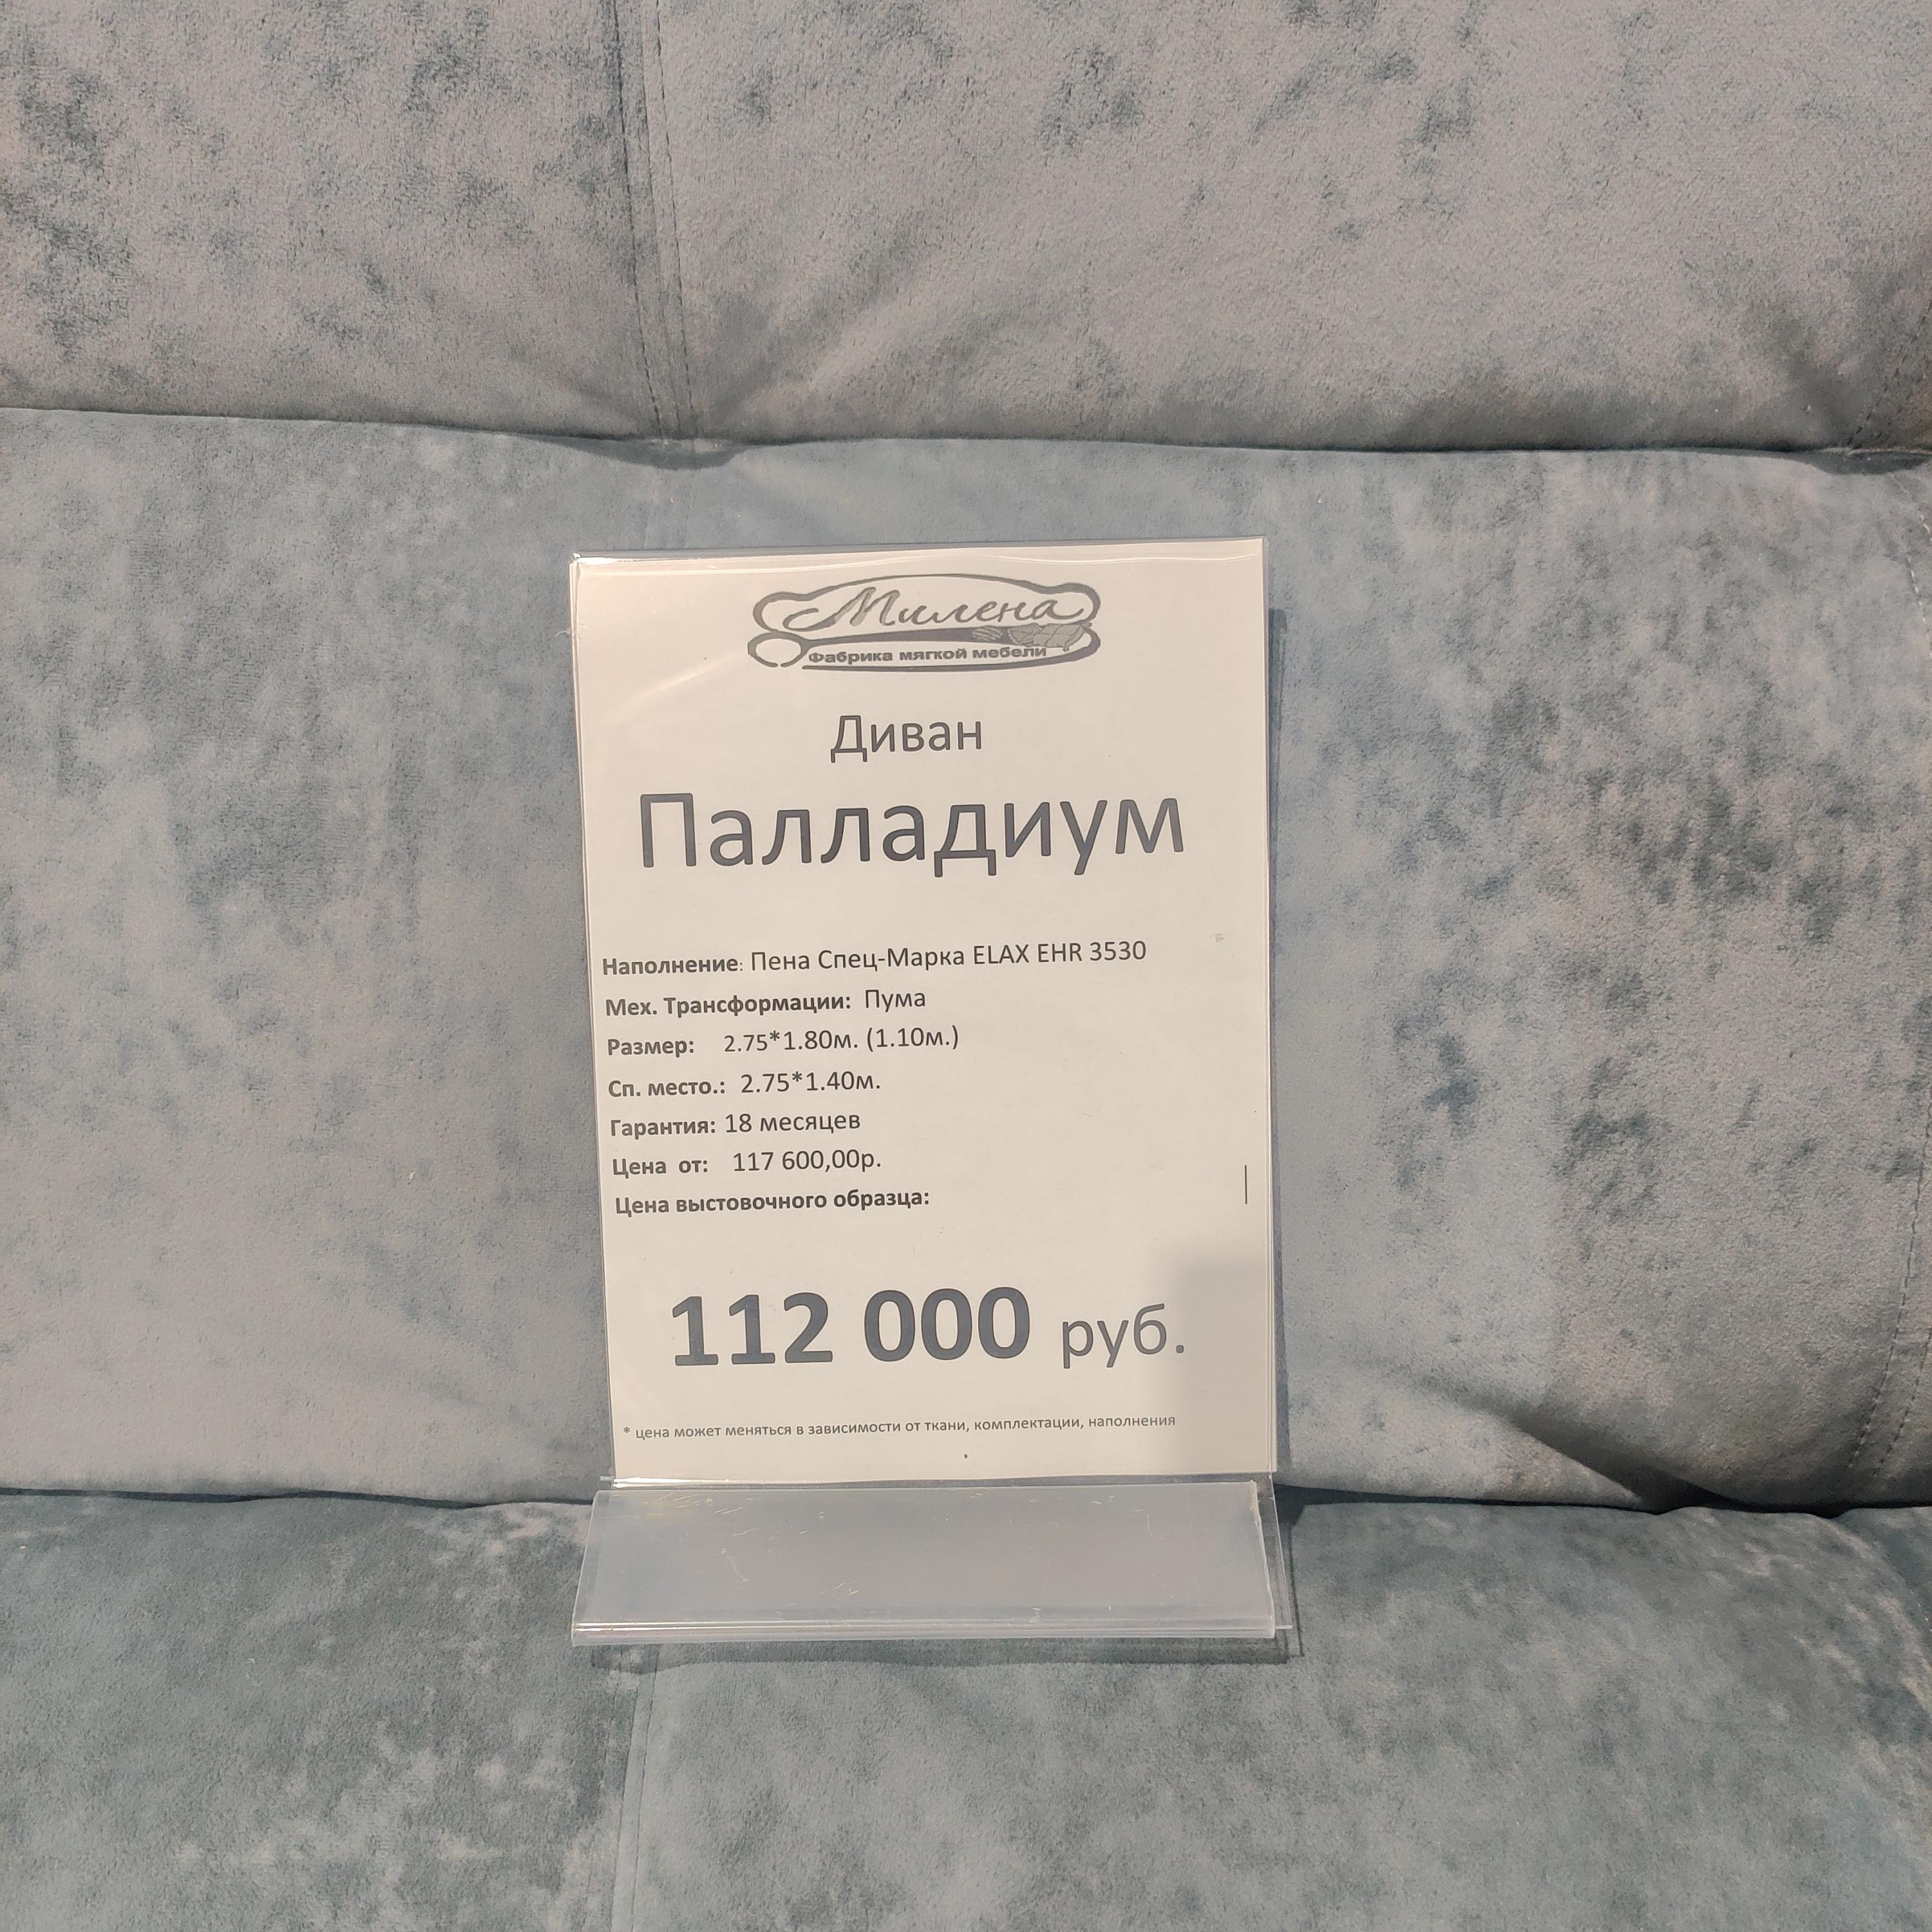 Милена
Фабрика мягкой мебели
Диван
Палладиум
Наполнение: Пена Спец-Марка ELAX EHR 3530
Мех. Трансформации: Пума
Размер: 2.75*1.80м. (1.10м.)
Сп. место.: 2.75*1.40м.
Гарантия: 18 месяцев
Цена от: 117 600,00р.
Цена выстовочного образца:
112 000 руб.
* цена может меняться в зависимости от ткани, комплектации, наполнения